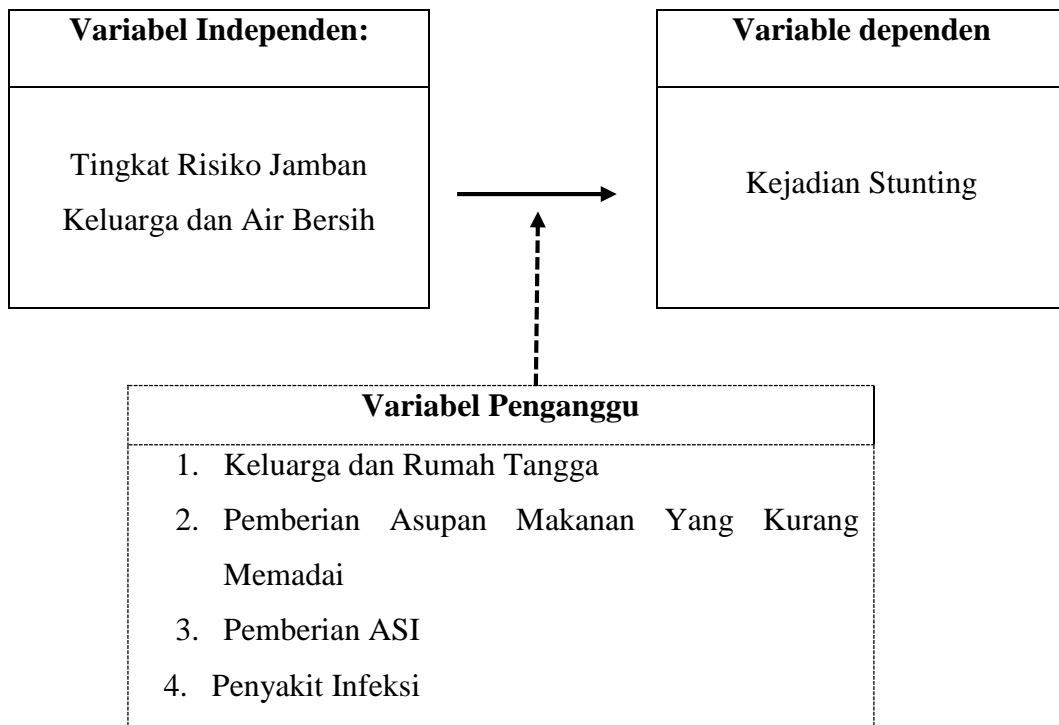 Variabel Independen:
Tingkat Risiko Jamban
Keluarga dan Air Bersih
Variable dependen
Kejadian Stunting
Variabel Penganggu
1. Keluarga dan Rumah Tangga
2. Pemberian Asupan Makanan Yang Kurang
Memadai
3. Pemberian ASI
4. Penyakit Infeksi